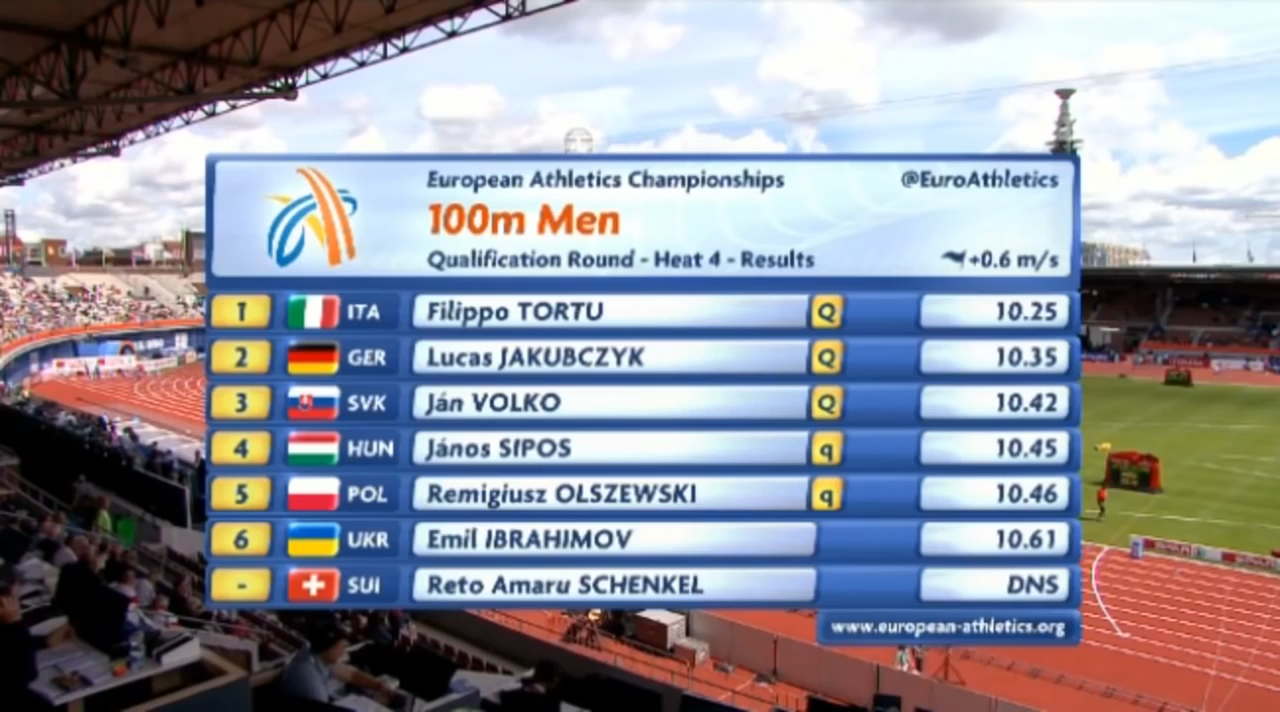 European Athletics Championships @EuroAthletics
100m Men
Qualification Round - Heat 4 - Results +0.6 m/s
1 ITA Filippo TORTU Q 10.25
2 GER Lucas JAKUBCZYK Q 10.35
3 SVK Ján VOLKO Q 10.42
4 HUN János SIPOS q 10.45
5 POL Remigiusz OLSZEWSKI q 10.46
6 UKR Emil IBRAHIMOV 10.61
- SUI Reto Amaru SCHENKEL DNS
www.european-athletics.org